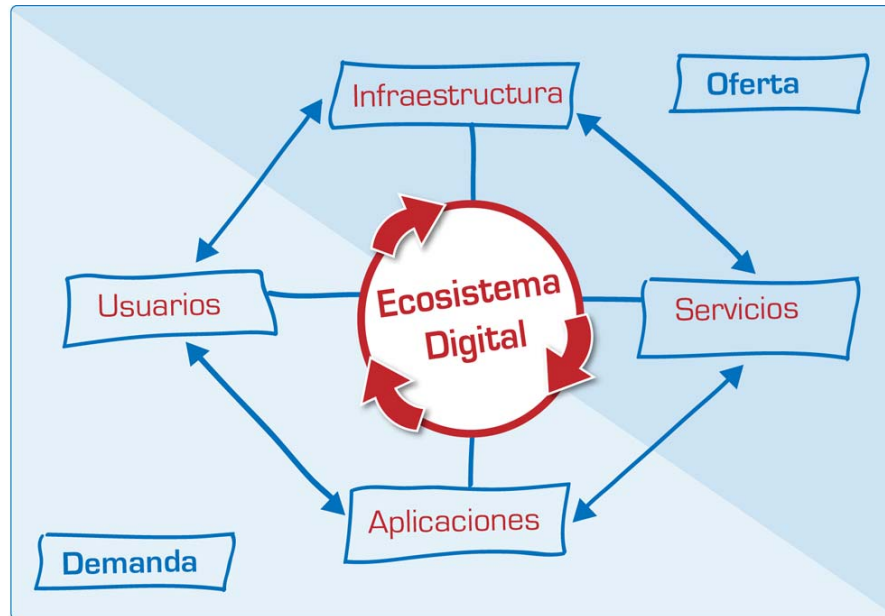 Infraestructura
Oferta
Usuarios
Ecosistema
Digital
Servicios
Aplicaciones
Demanda